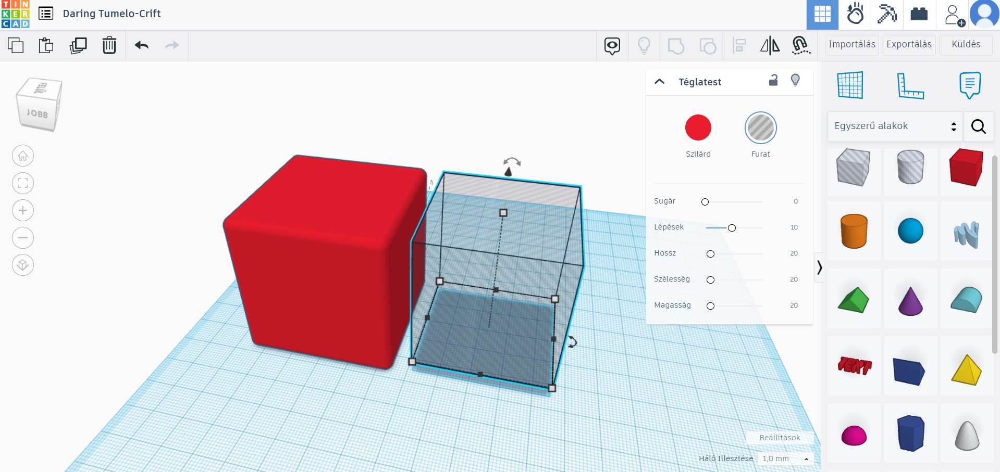 TIN
KER
CAD
Daring Tumelo-Crift
Importálás
Exportálás
Küldés
FELÜL
JOBB
Téglatest
Szilárd
Furat
Sugár 0
Lépések 10
Hossz 20
Szélesség 20
Magasság 20
Egyszerű alakok
TEXT
Beállítások
Háló Illesztése 1,0 mm